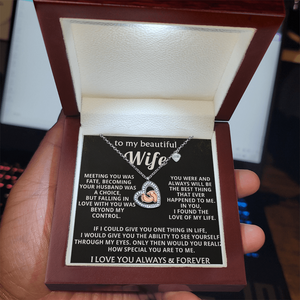 to my beautiful
Wife
MEETING YOU WAS
FATE, BECOMING
YOUR HUSBAND WAS
A CHOICE,
BUT FALLING IN
LOVE WITH YOU WAS
BEYOND MY
CONTROL.
YOU WERE AND
ALWAYS WILL BE
THE BEST THING
THAT EVER
HAPPENED TO ME.
IN YOU,
I FOUND THE
LOVE OF MY LIFE.
IF I COULD GIVE YOU ONE THING IN LIFE,
I WOULD GIVE YOU THE ABILITY TO SEE YOURSELF
THROUGH MY EYES. ONLY THEN WOULD YOU REALIZ
HOW SPECIAL YOU ARE TO ME.
I LOVE YOU ALWAYS & FOREVER